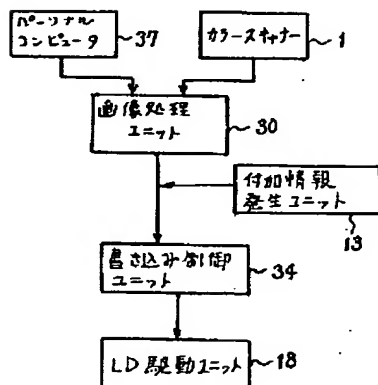 パーソナル
コンピュータ
37
カラースキャナー
1
画像処理
ユニット
30
付加情報
発生ユニット
13
書き込み制御
ユニット
34
LD駆動ユニット
18